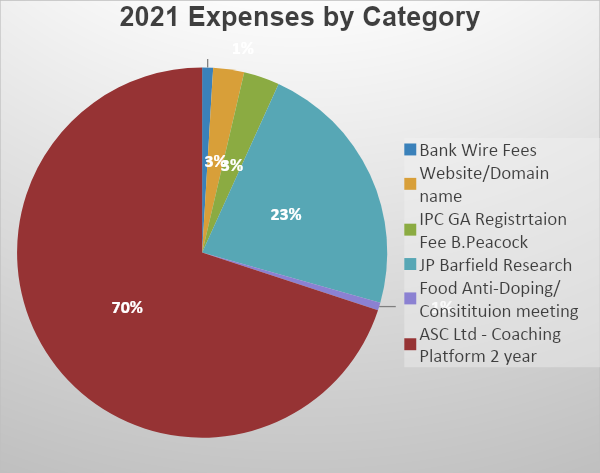 2021 Expenses by Category
1%
3%
3%
23%
70%
1%
Bank Wire Fees
Website/Domain
name
IPC GA Registrtaion
Fee B.Peacock
JP Barfield Research
Food Anti-Doping/
Consitituion meeting
ASC Ltd - Coaching
Platform 2 year